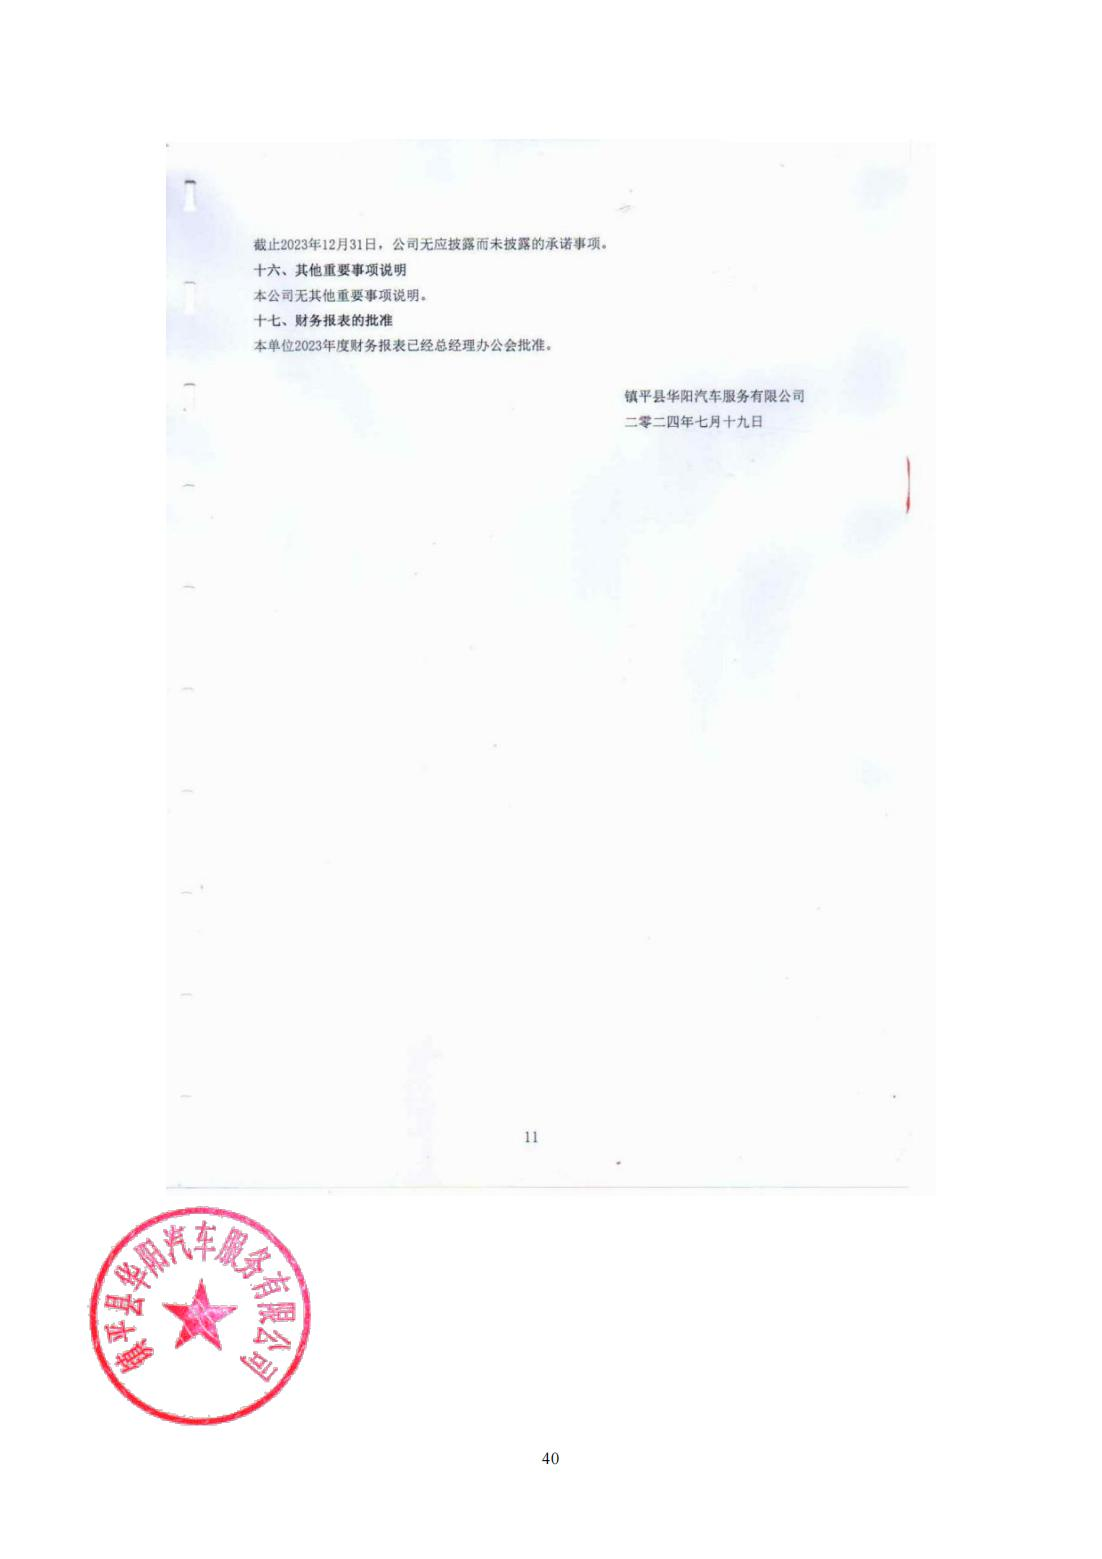 截止2023年12月31日，公司无应披露而未披露的承诺事项。
十六、其他重要事项说明
本公司无其他重要事项说明。
十七、财务报表的批准
本单位2023年度财务报表已经总经理办公会批准。
镇平县华阳汽车服务有限公司
二零二四年七月十九日
11
镇平县华阳汽车服务有限公司
40